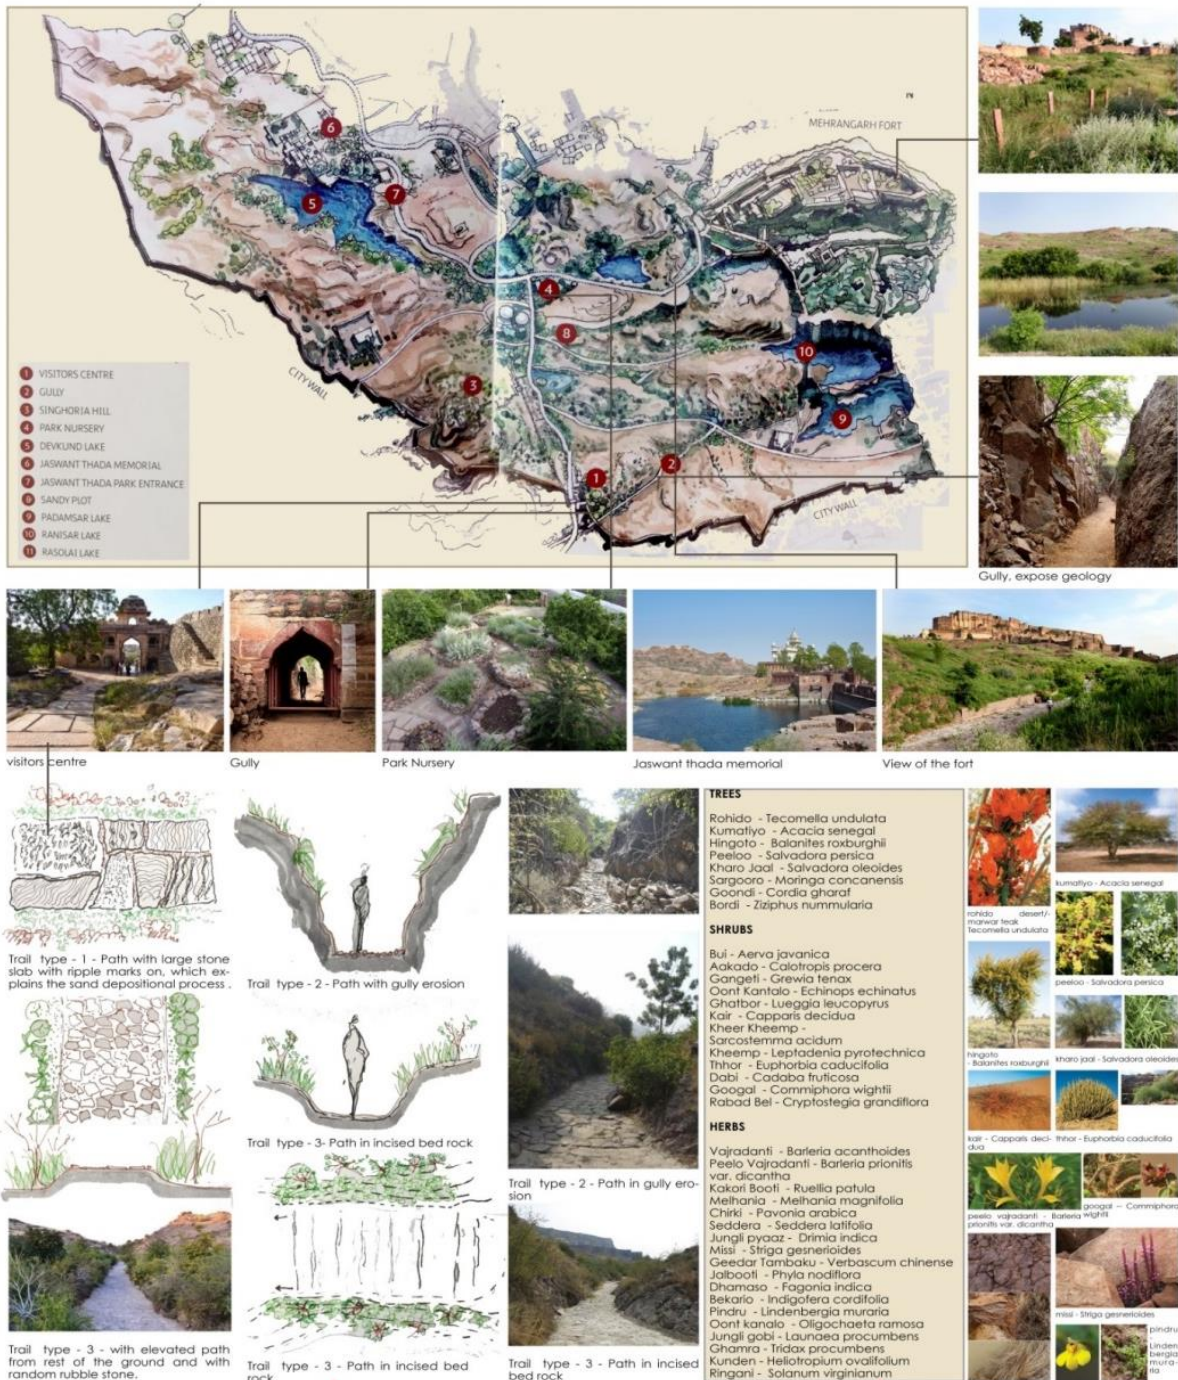 MEHRANGARH FORT
CITY WALL
CITY WALL
6
5
7
4
8
3
10
9
2
1
1 VISITORS CENTRE
2 GULLY
3 SINGHORIA HILL
4 PARK NURSERY
5 DEVKUND LAKE
6 JASWANT THADA MEMORIAL
7 JASWANT THADA PARK ENTRANCE
8 SANDY PLOT
9 PADAMSAR LAKE
10 RANISAR LAKE
11 RASOLAI LAKE
Gully, expose geology
visitors centre
Gully
Park Nursery
Jaswant thada memorial
View of the fort
Trail type - 1 - Path with large stone
slab with ripple marks on, which ex-
plains the sand depositional process .
Trail type - 3 - with elevated path
from rest of the ground and with
random rubble stone.
Trail type - 2 - Path with gully erosion
Trail type - 3- Path in incised bed rock
Trail type - 3 - Path in incised bed
rock
Trail type - 2 - Path in gully ero-
sion
Trail type - 3 - Path in incised
bed rock
TREES
Rohido - Tecomella undulata
Kumatiyo - Acacia senegal
Hingoto - Balanites roxburghii
Peeloo - Salvadora persica
Kharo Jaal - Salvadora oleoides
Sargooro - Moringa concanensis
Goondi - Cordia gharaf
Bordi - Ziziphus nummularia
SHRUBS
Bui - Aerva javanica
Aakado - Calotropis procera
Gangeti - Grewia tenax
Oont Kantalo - Echinops echinatus
Ghatbor - Lueggia leucopyrus
Kair - Capparis decidua
Kheer Kheemp -
Sarcostemma acidum
Kheemp - Leptadenia pyrotechnica
Thhor - Euphorbia caducifolia
Dabi - Cadaba fruticosa
Googal - Commiphora wightii
Rabad Bel - Cryptostegia grandiflora
HERBS
Vajradanti - Barleria acanthoides
Peelo Vajradanti - Barleria prionitis
var. dicantha
Kakori Booti - Ruellia patula
Melhania - Melhania magnifolia
Chirki - Pavonia arabica
Seddera - Seddera latifolia
Jungli pyaaz - Drimia indica
Missi - Striga gesnerioides
Geedar Tambaku - Verbascum chinense
Jalbooti - Phyla nodiflora
Dhamaso - Fagonia indica
Bekario - Indigofera cordifolia
Pindru - Lindenbergia muraria
Oont kanalo - Oligochaeta ramosa
Jungli gobi - Launaea procumbens
Ghamra - Tridax procumbens
Kunden - Heliotropium ovalifolium
Ringani - Solanum virginianum
rohido desert/-
marwar teak
Tecomella undulata
kumatiyo - Acacia senegal
peeloo - Salvadora persica
hingoto
- Balanites roxburghii
kharo jaal - Salvadora oleoides
kair - Capparis deci-
dua
thhor - Euphorbia caducifolia
peelo vajradanti - Barleria
prionitis var. dicantha
googal - Commiphora
wightii
missi - Striga gesnerioides
pindru
-
Linden
bergia
mura-
ria